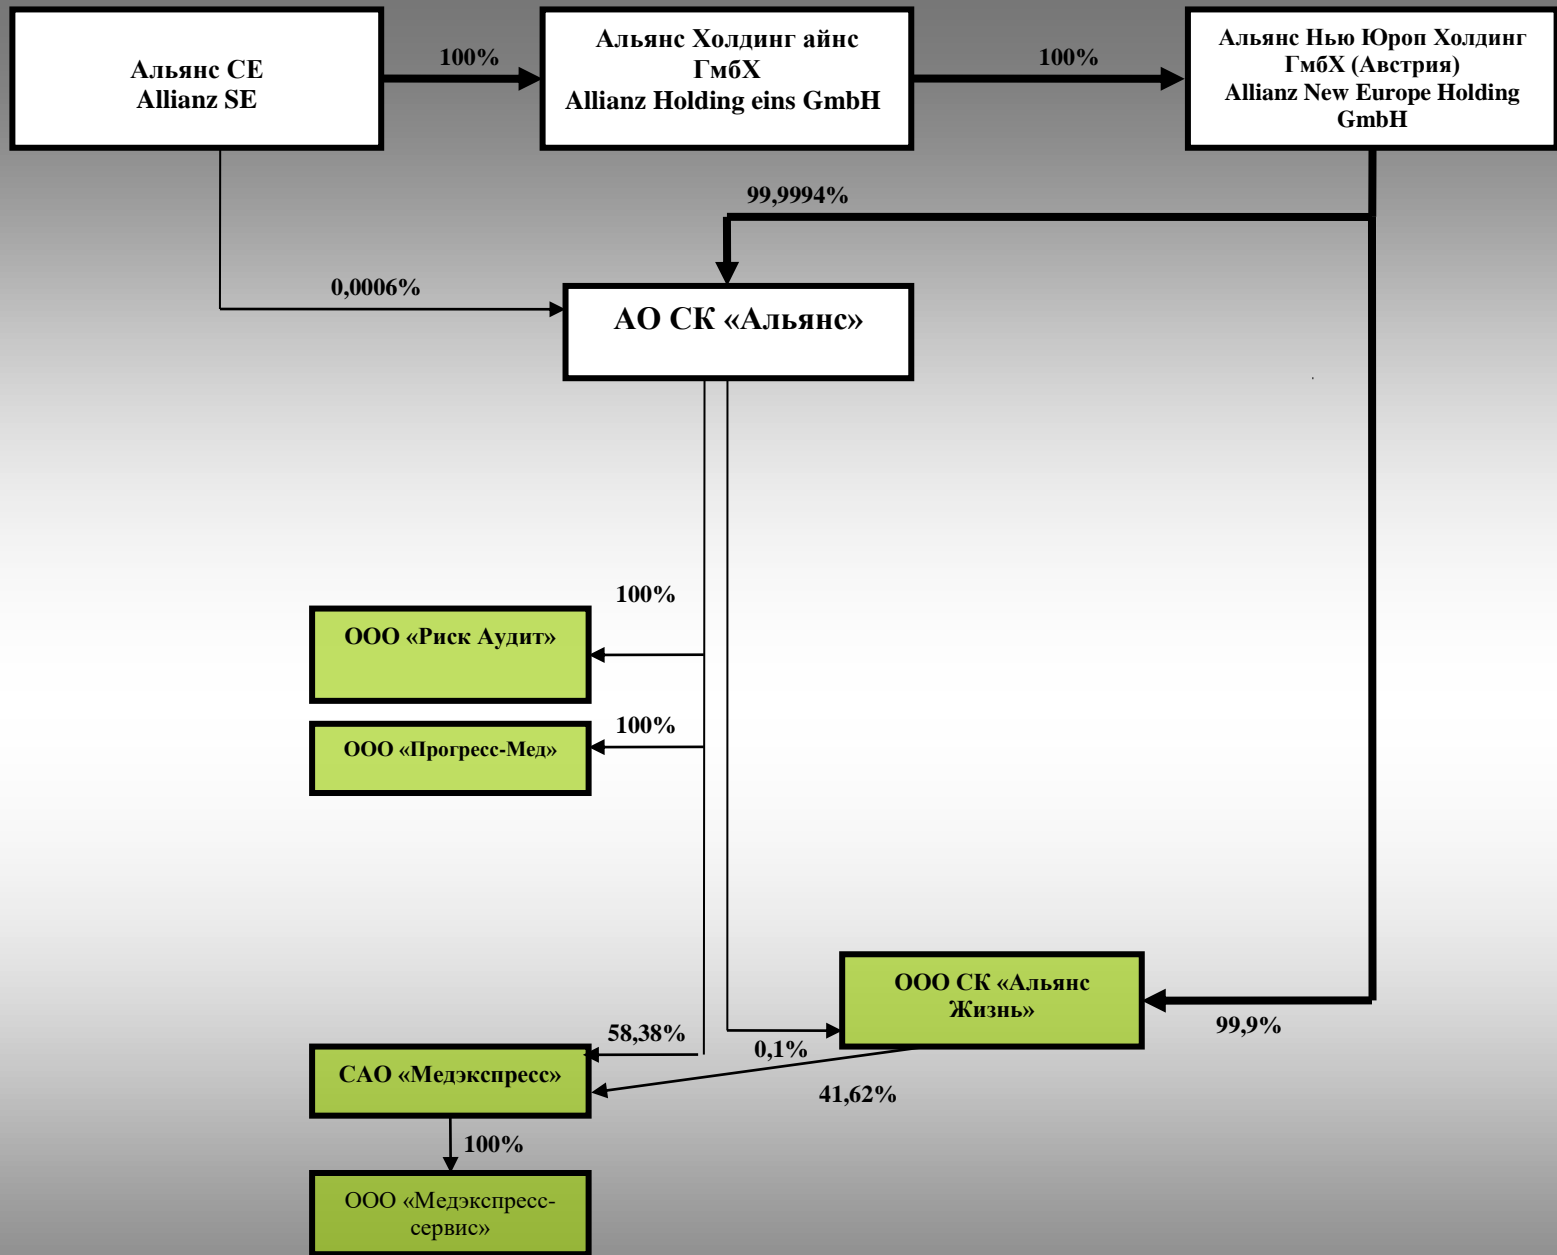 Альянс СЕ
Allianz SE
100%
Альянс Холдинг айнс
ГмбХ
Allianz Holding eins GmbH
100%
Альянс Нью Юроп Холдинг
ГмбХ (Австрия)
Allianz New Europe Holding
GmbH
99,9994%
0,0006%
АО СК «Альянс»
100%
ООО «Риск Аудит»
100%
ООО «Прогресс-Мед»
ООО СК «Альянс
Жизнь»
99,9%
58,38%
0,1%
САО «Медэкспресс»
41,62%
100%
ООО «Медэкспресс-
сервис»